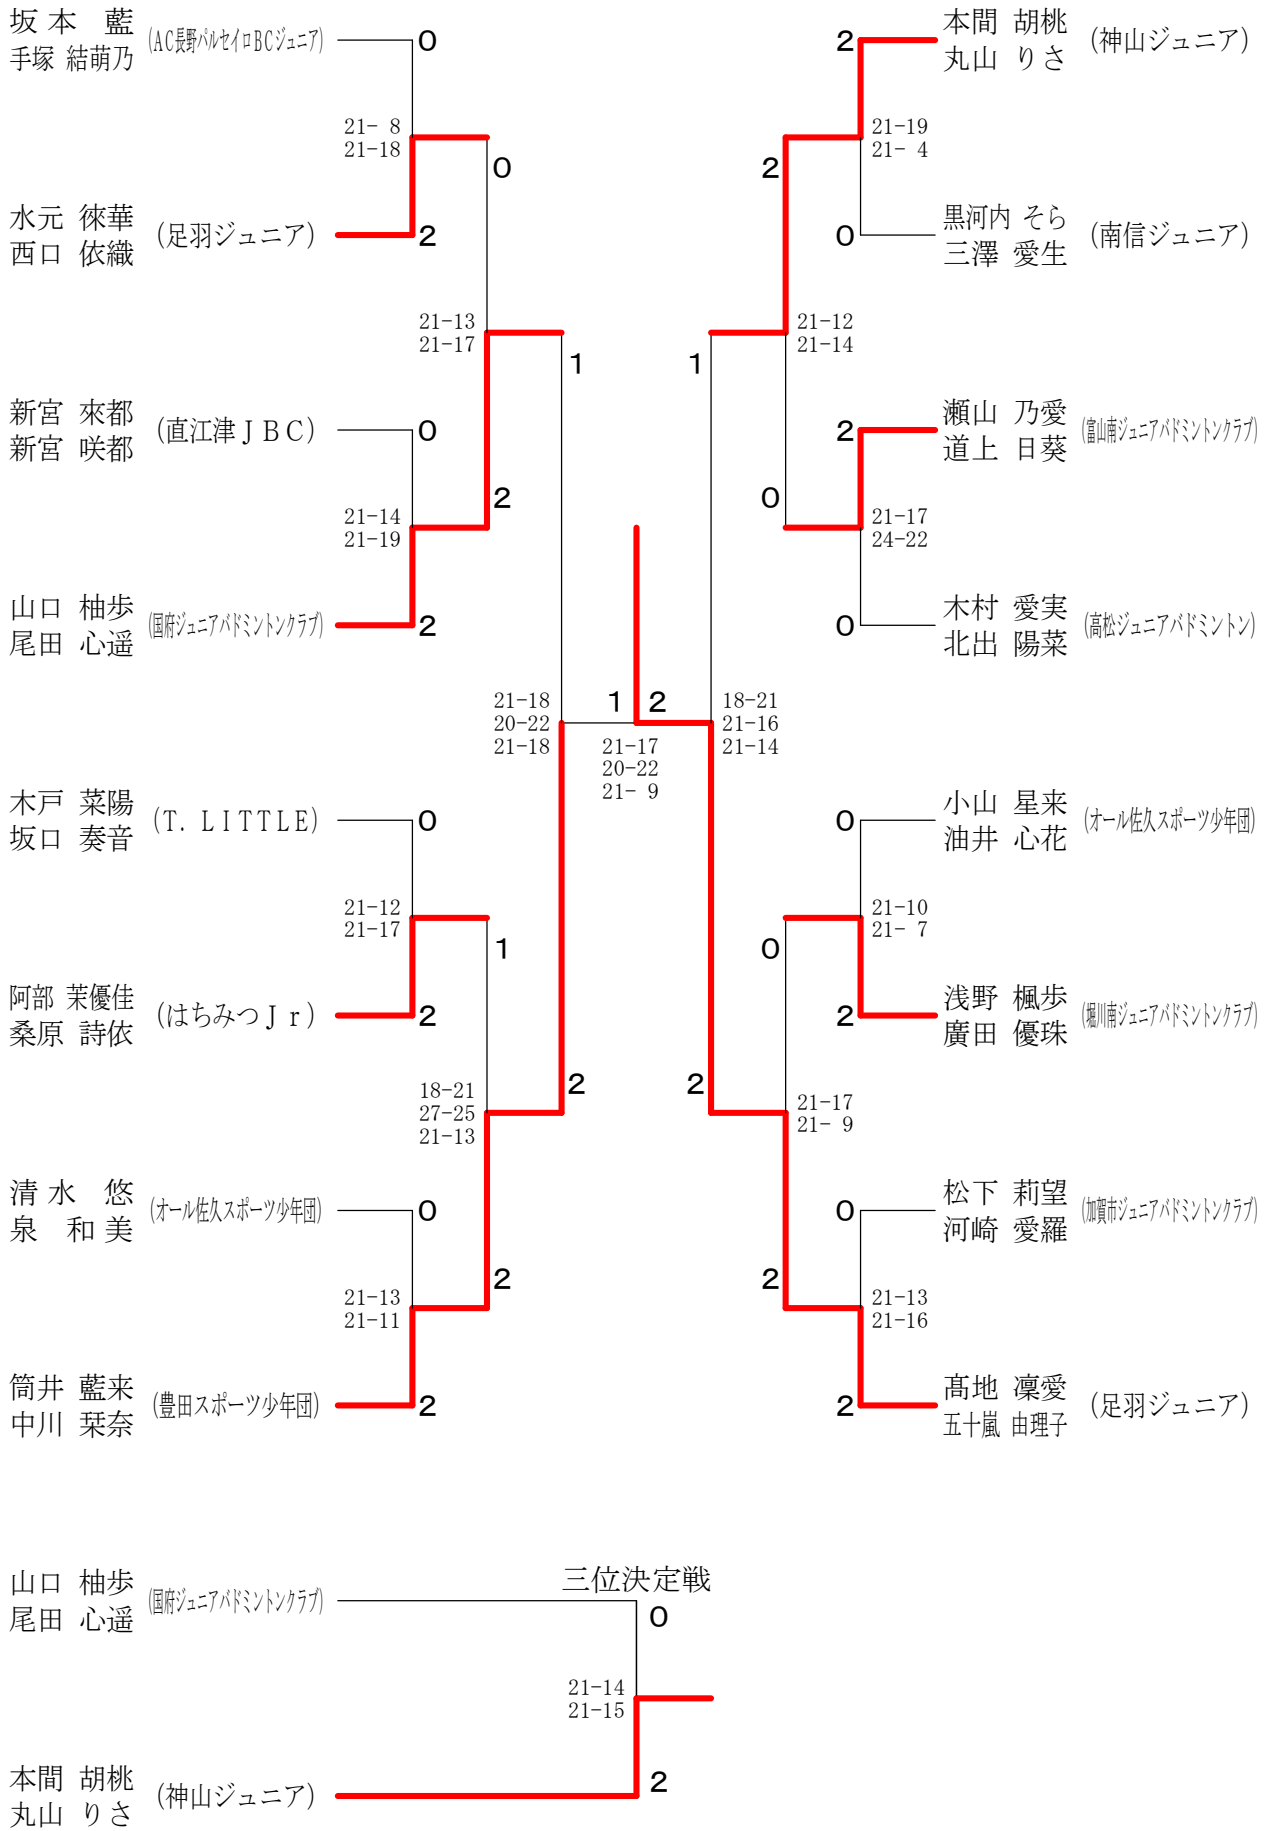 坂本 藍
手塚 結萌乃
(AC長野パルセイロBCジュニア)
0
21- 8
21-18
0
水元 徠華
西口 依織
(足羽ジュニア)
2
21-13
21-17
1
新宮 來都
新宮 咲都
(直江津ＪＢＣ)
0
21-14
21-19
2
山口 柚歩
尾田 心遥
(国府ジュニアバドミントンクラブ)
2
21-18
20-22
21-18
木戸 菜陽
坂口 奏音
(T. LITTLE)
0
21-12
21-17
1
阿部 茉優佳
桑原 詩依
(はちみつＪｒ)
2
18-21
27-25
21-13
2
清水 悠
泉 和美
(オール佐久スポーツ少年団)
0
21-13
21-11
2
筒井 藍来
中川 栞奈
(豊田スポーツ少年団)
2
1
2
21-17
20-22
21- 9
2
本間 胡桃
丸山 りさ
(神山ジュニア)
21-19
21- 4
2
0
黒河内 そら
三澤 愛生
(南信ジュニア)
1
21-12
21-14
2
瀬山 乃愛
道上 日葵
(富山南ジュニアバドミントンクラブ)
0
21-17
24-22
0
木村 愛実
北出 陽菜
(高松ジュニアバドミントン)
18-21
21-16
21-14
0
小山 星来
油井 心花
(オール佐久スポーツ少年団)
21-10
21- 7
0
2
浅野 楓歩
廣田 優珠
(堀川南ジュニアバドミントンクラブ)
2
21-17
21- 9
0
松下 莉望
河崎 愛羅
(加賀市ジュニアバドミントンクラブ)
2
21-13
21-16
2
髙地 凜愛
五十嵐 由理子
(足羽ジュニア)
三位決定戦
山口 柚歩
尾田 心遥
(国府ジュニアバドミントンクラブ)
0
21-14
21-15
本間 胡桃
丸山 りさ
(神山ジュニア)
2